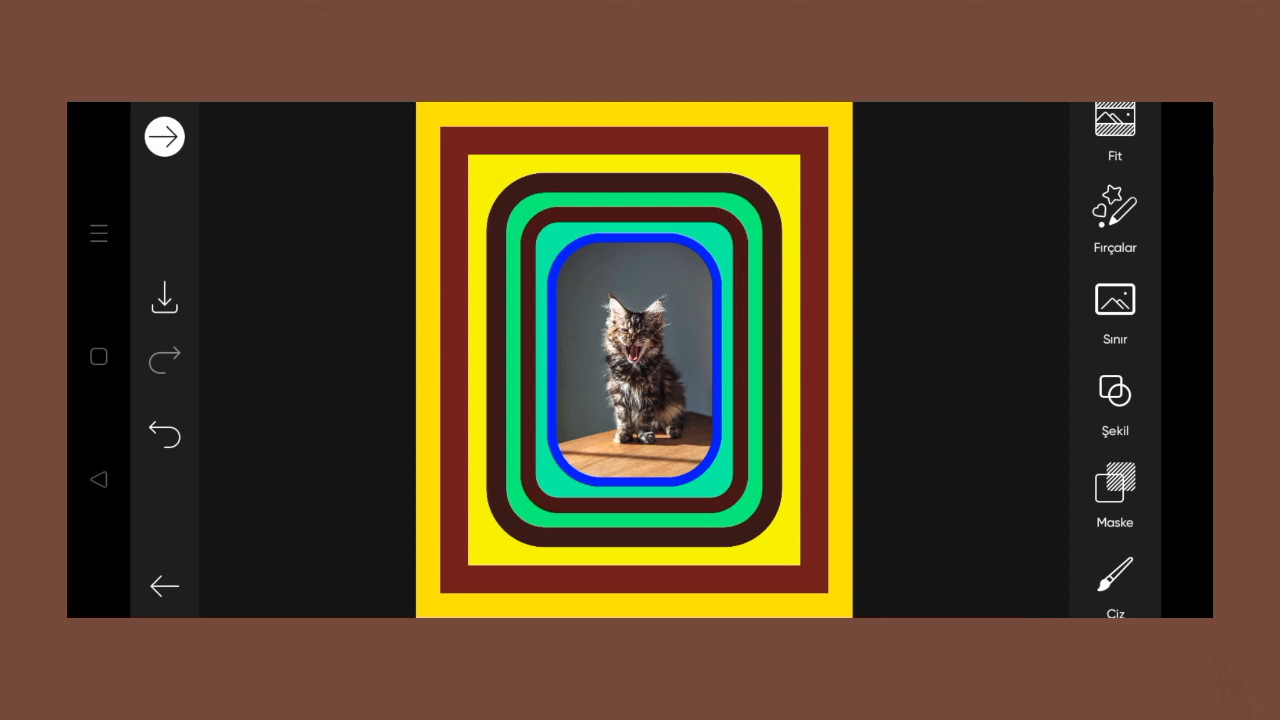 Fit
Fırçalar
Sınır
Şekil
Maske
Çiz